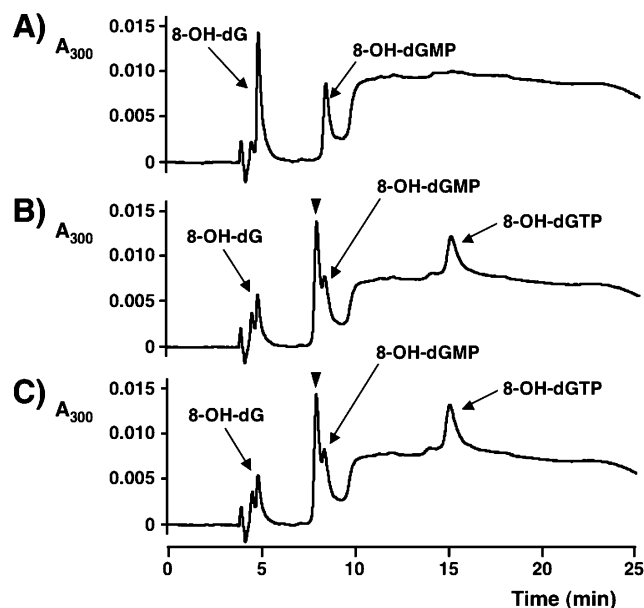 A)
A300
0.015
0.010
0.005
0
8-OH-dG
8-OH-dGMP
B)
A300
0.015
0.010
0.005
0
8-OH-dG
8-OH-dGMP
8-OH-dGTP
C)
A300
0.015
0.010
0.005
0
8-OH-dG
8-OH-dGMP
8-OH-dGTP
0 5 10 15 20 25
Time (min)